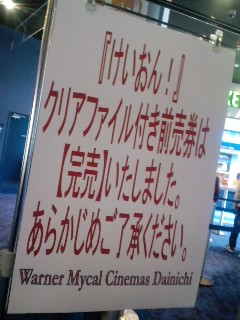 『けいおん！』
クリアファイル付き前売券は
【完売】いたしました。
あらかじめご了承ください。
Warner Mycal Cinemas Dainichi